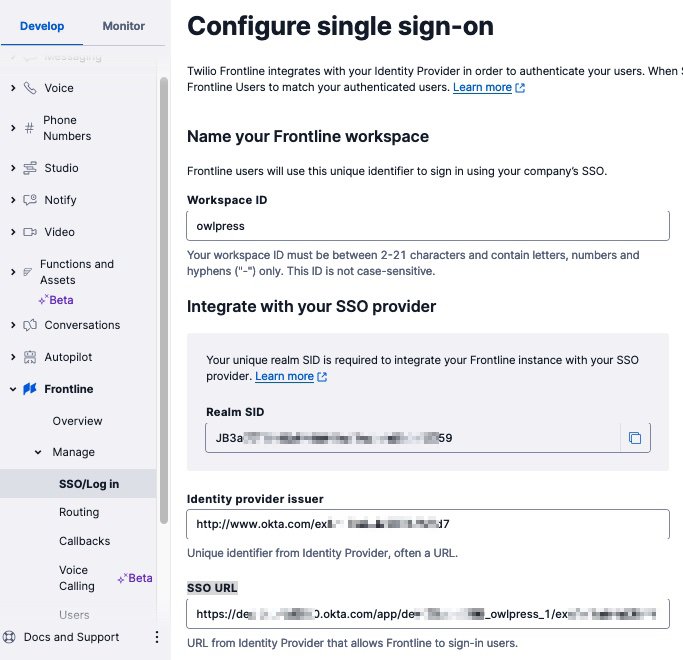 Develop
Monitor
Messaging
Voice
Phone
Numbers
Studio
Notify
Video
Functions and
Assets
Beta
Conversations
Autopilot
Frontline
Overview
Manage
SSO/Log in
Routing
Callbacks
Voice
Calling
Beta
Users
Docs and Support
Configure single sign-on
Twilio Frontline integrates with your Identity Provider in order to authenticate your users. When
Frontline Users to match your authenticated users. Learn more
Name your Frontline workspace
Frontline users will use this unique identifier to sign in using your company’s SSO.
Workspace ID
owlpress
Your workspace ID must be between 2-21 characters and contain letters, numbers and
hyphens ("-") only. This ID is not case-sensitive.
Integrate with your SSO provider
Your unique realm SID is required to integrate your Frontline instance with your SSO
provider. Learn more
Realm SID
JB3a 59
Identity provider issuer
http://www.okta.com/ex d7
Unique identifier from Identity Provider, often a URL.
SSO URL
https://de 0.okta.com/app/de _owlpress_1/ex
URL from Identity Provider that allows Frontline to sign-in users.